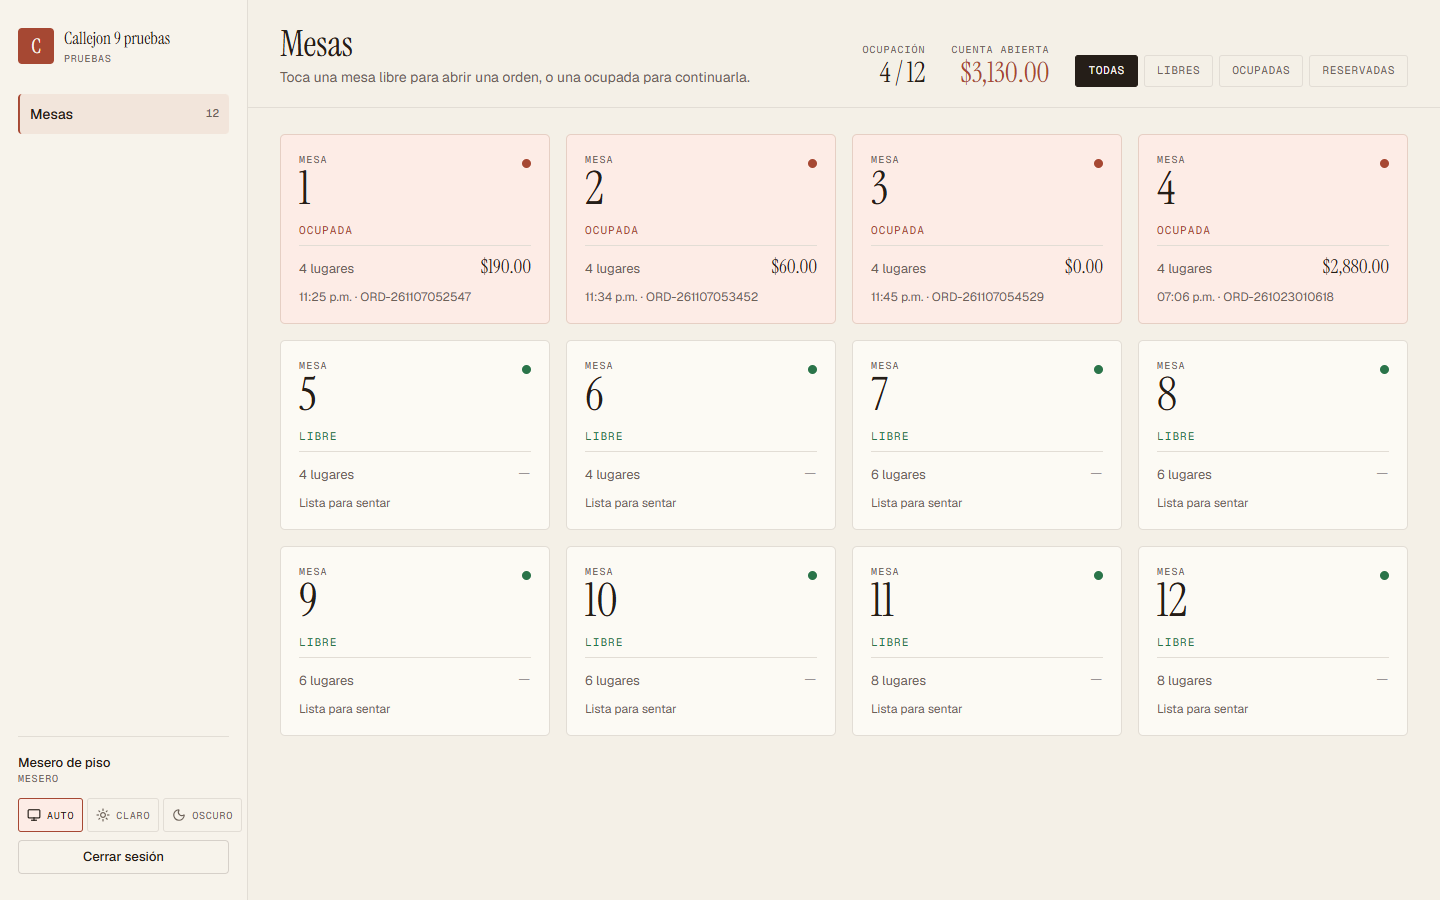 C
Callejon 9 pruebas
PRUEBAS
Mesas 12
Mesas
Toca una mesa libre para abrir una orden, o una ocupada para continuarla.
OCUPACIÓN
4/12
CUENTA ABIERTA
$3,130.00
TODAS LIBRES OCUPADAS RESERVADAS
MESA
1
OCUPADA
4 lugares $190.00
11:25 p.m. · ORD-261107052547
MESA
2
OCUPADA
4 lugares $60.00
11:34 p.m. · ORD-261107053452
MESA
3
OCUPADA
4 lugares $0.00
11:45 p.m. · ORD-261107054529
MESA
4
OCUPADA
4 lugares $2,880.00
07:06 p.m. · ORD-261023010618
MESA
5
LIBRE
4 lugares —
Lista para sentar
MESA
6
LIBRE
4 lugares —
Lista para sentar
MESA
7
LIBRE
6 lugares —
Lista para sentar
MESA
8
LIBRE
6 lugares —
Lista para sentar
MESA
9
LIBRE
6 lugares —
Lista para sentar
MESA
10
LIBRE
6 lugares —
Lista para sentar
MESA
11
LIBRE
8 lugares —
Lista para sentar
MESA
12
LIBRE
8 lugares —
Lista para sentar
Mesero de piso
MESERO
AUTO CLARO OSCURO
Cerrar sesión